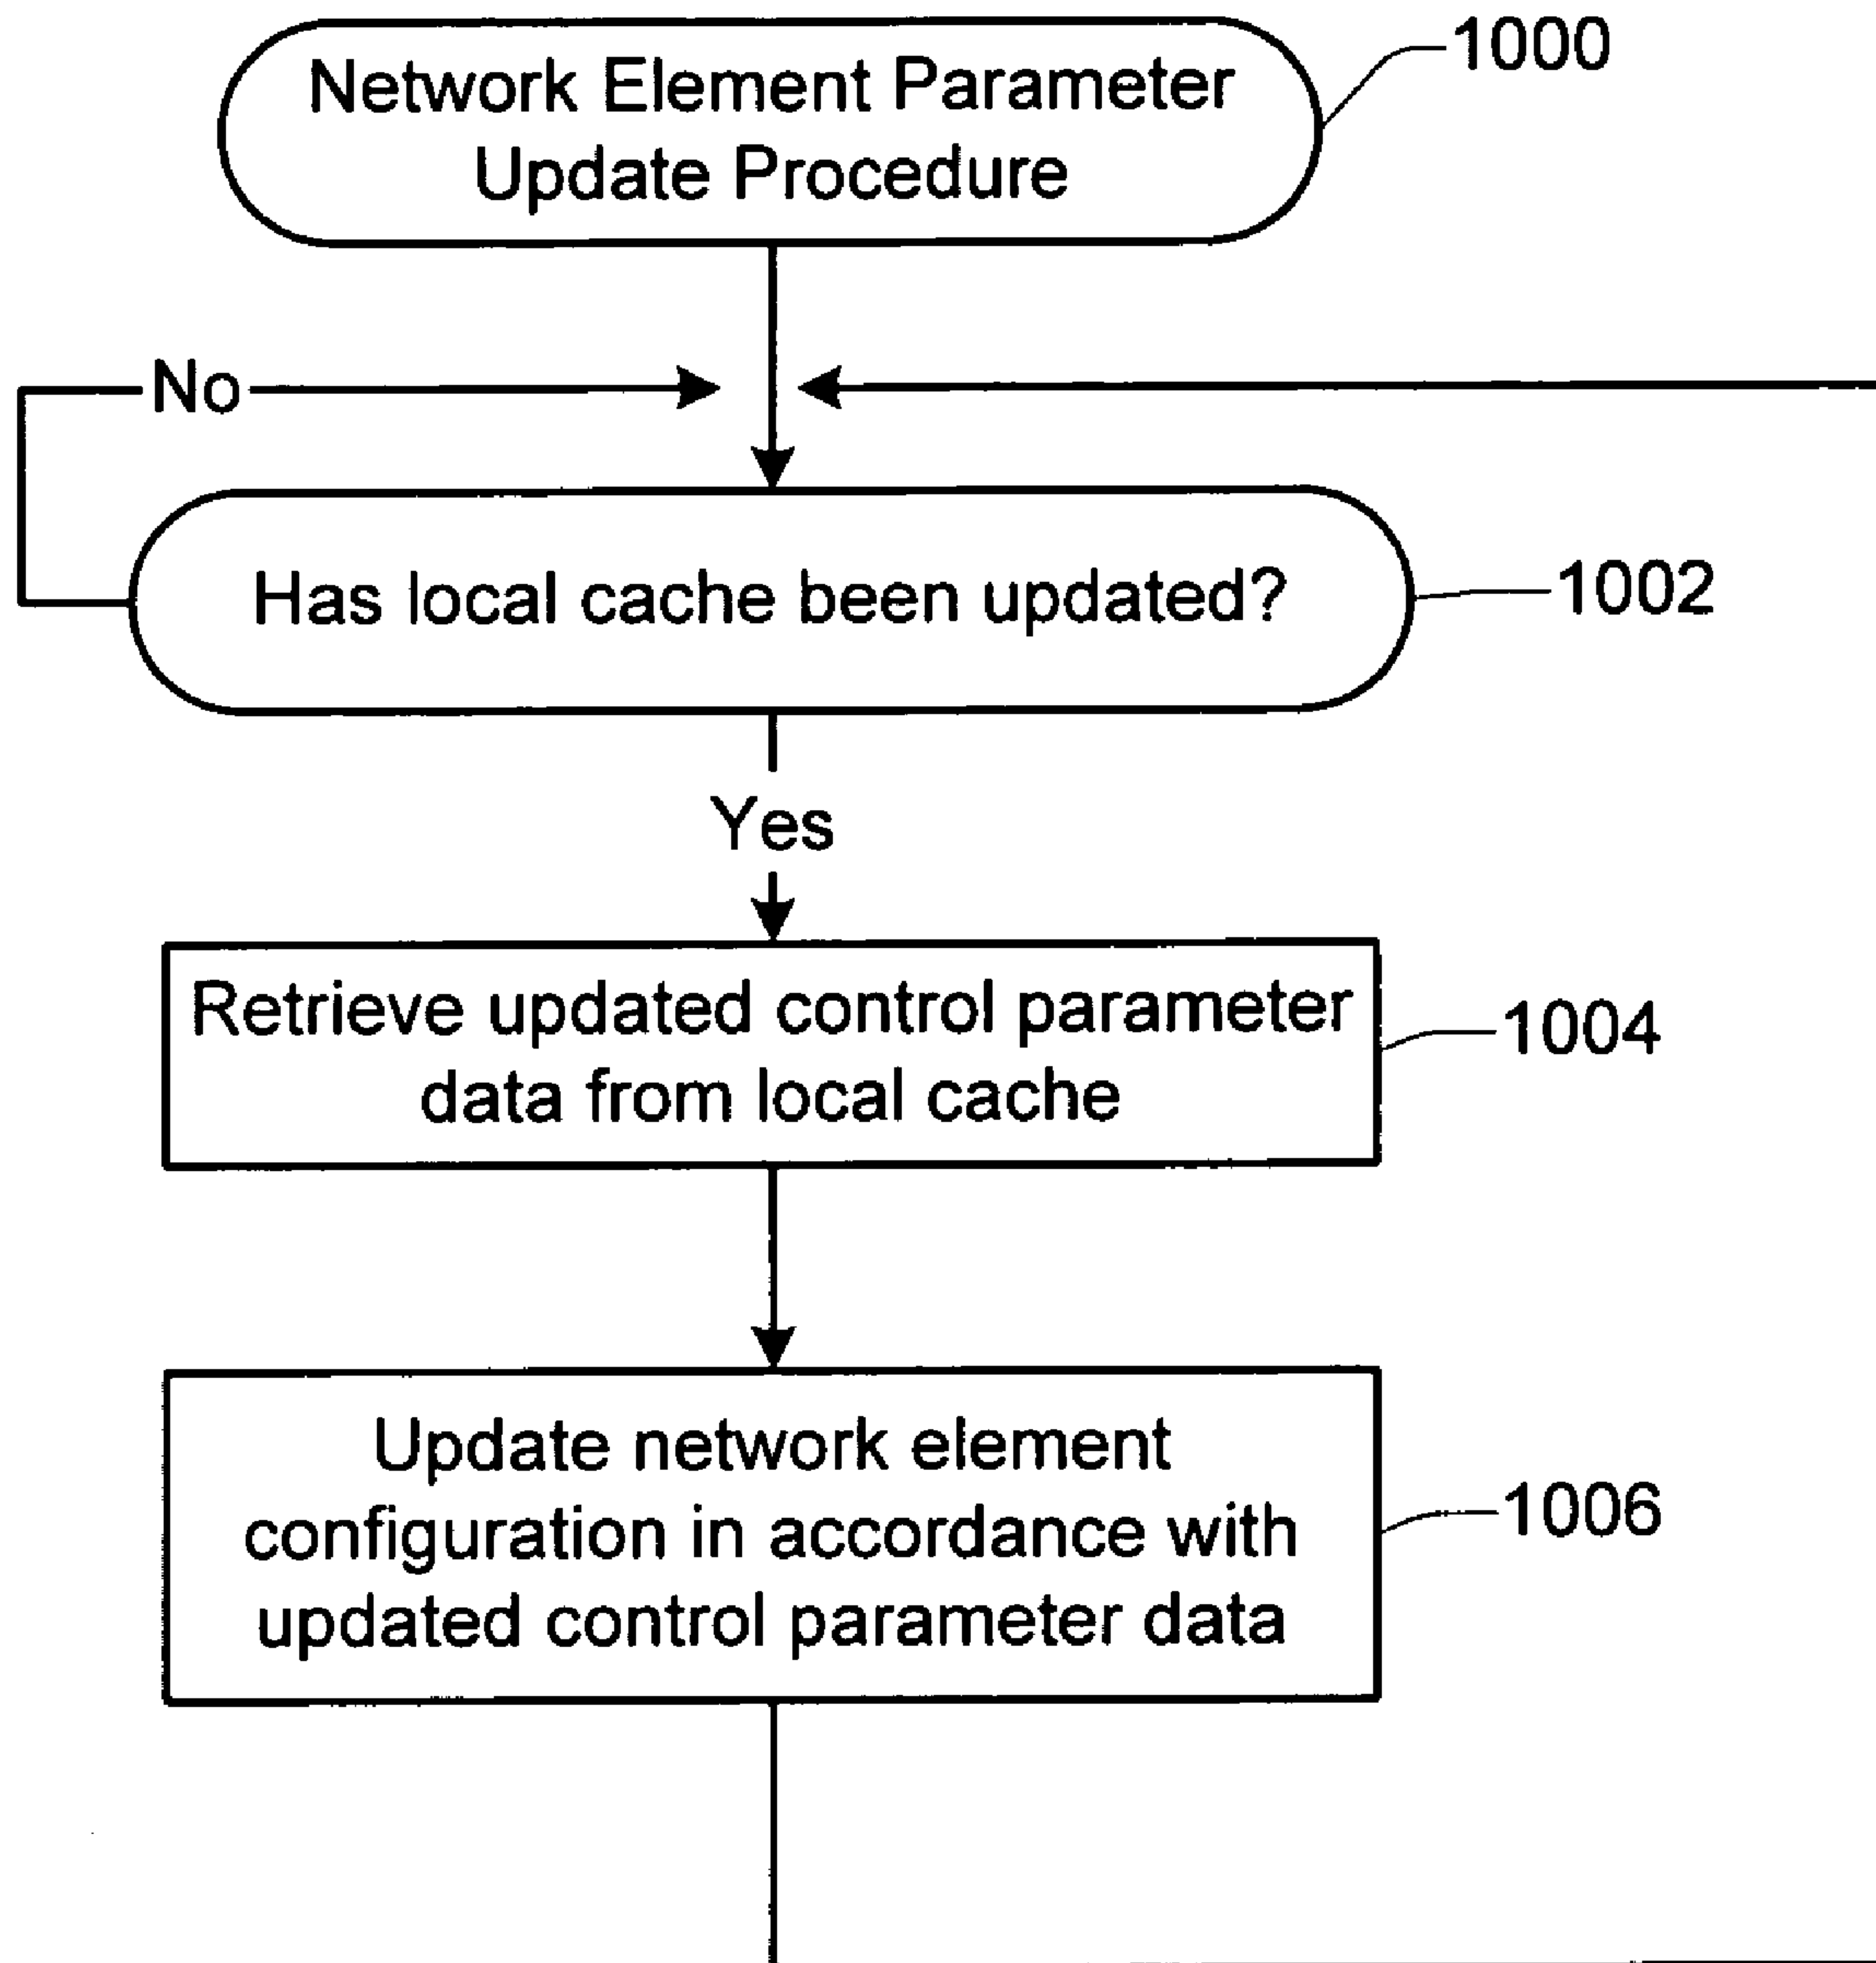 Network Element Parameter
Update Procedure
1000
No
Has local cache been updated?
1002
Yes
Retrieve updated control parameter
data from local cache
1004
Update network element
configuration in accordance with
updated control parameter data
1006